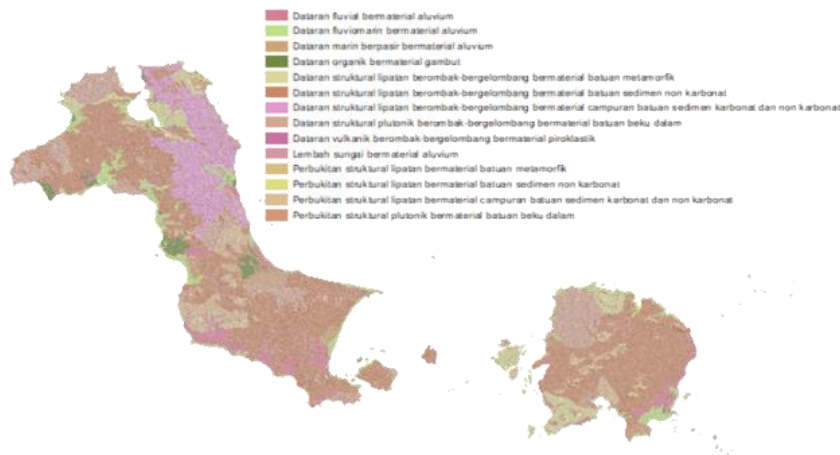 Dataran fluvial bermaterial aluvium
Dataran fluviomarin bermaterial aluvium
Dataran marin berpasir bermaterial aluvium
Dataran organik bermaterial gambut
Dataran struktural lipatan berombak-bergelombang bermaterial batuan metamorfik
Dataran struktural lipatan berombak-bergelombang bermaterial batuan sedimen non karbonat
Dataran struktural lipatan berombak-bergelombang bermaterial campuran batuan sedimen karbonat dan non karbonat
Dataran struktural plutonik berombak-bergelombang bermaterial batuan beku dalam
Dataran vulkanik berombak-bergelombang bermaterial piroklastik
Lembah sungai bermaterial aluvium
Perbukitan struktural lipatan bermaterial batuan metamorfik
Perbukitan struktural lipatan bermaterial batuan sedimen non karbonat
Perbukitan struktural lipatan bermaterial campuran batuan sedimen karbonat dan non karbonat
Perbukitan struktural plutonik bermaterial batuan beku dalam